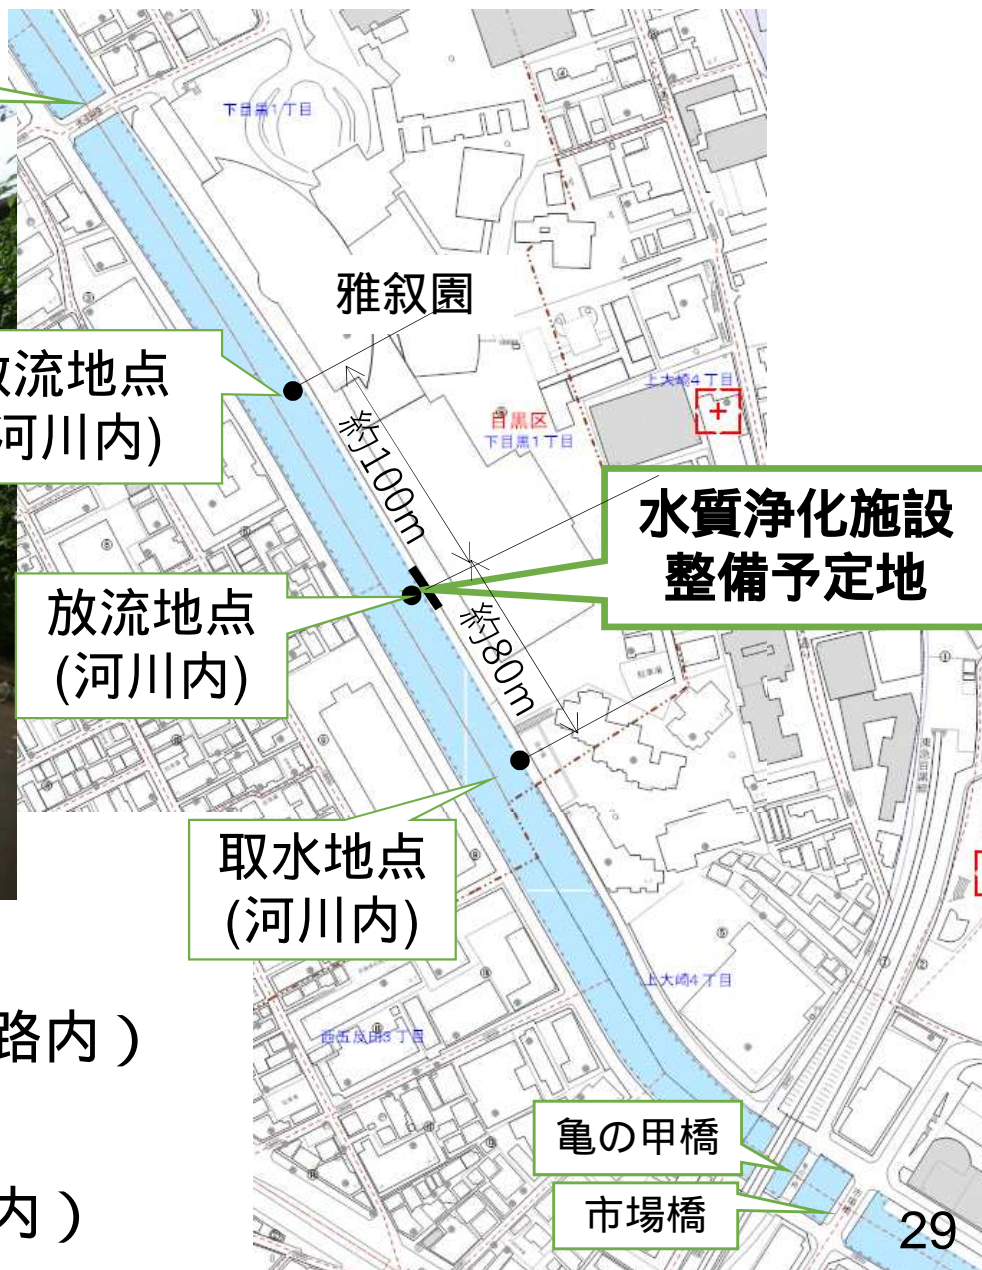 下目黒1丁目
雅叙園
流地点
河川内)
上大崎4丁目
目黒区
下目黒1丁目
約100m
水質浄化施設
整備予定地
放流地点
(河川内)
約80m
駐車場
取水地点
(河川内)
上大崎4丁目
西五反田3丁目
路内）
内）
亀の甲橋
市場橋
29